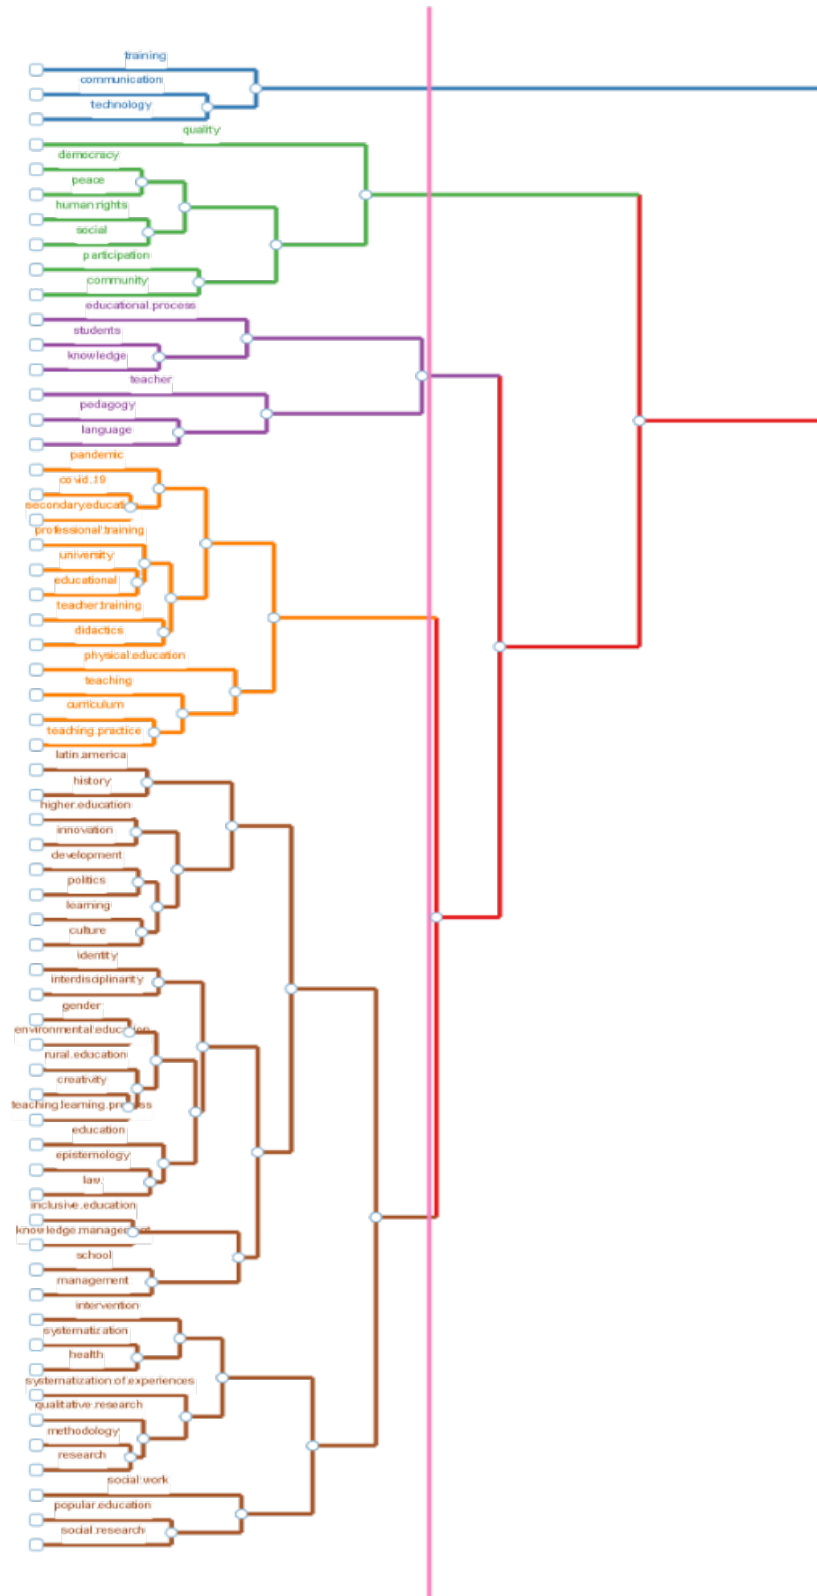 training
communication
technology
quality
democracy
peace
human.rights
social
participation
community
educational.process
students
knowledge
teacher
pedagogy
language
pandemic
covid.19
professional.training
university
educational
teacher.training
didactics
physical.education
teaching
curriculum
teaching.practice
latin.america
history
higher.education
innovation
development
politics
learning
culture
identity
interdisciplinarity
gender
rural.education
creativity
education
epistemology
law
inclusive.education
school
management
intervention
systematization
health
systematization.of.experiences
qualitative.research
methodology
research
social.work
popular.education
social.research